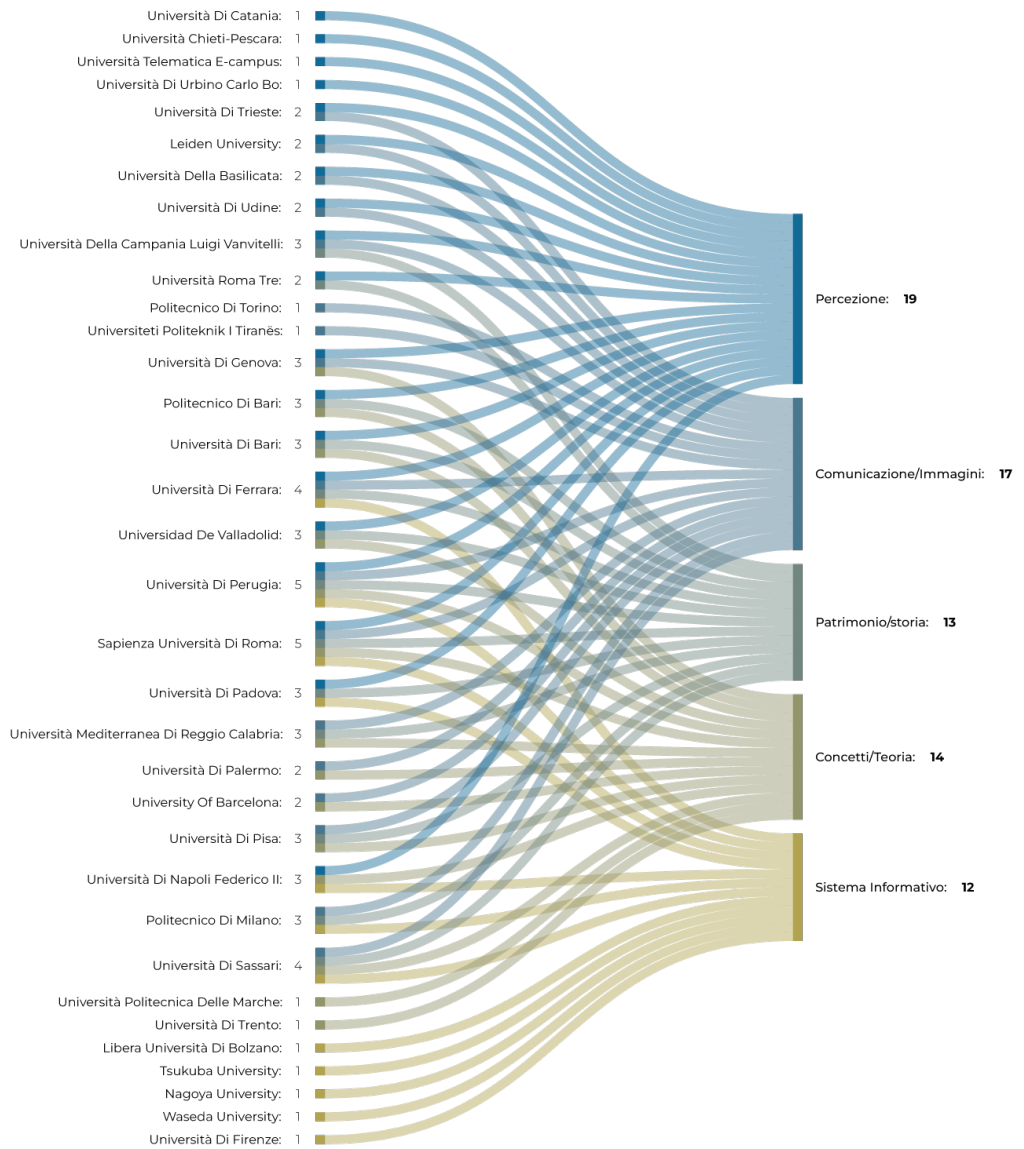 Università Di Catania: 1
Università Chieti-Pescara: 1
Università Telematica E-campus: 1
Università Di Urbino Carlo Bo: 1
Università Di Trieste: 2
Leiden University: 2
Università Della Basilicata: 2
Università Di Udine: 2
Università Della Campania Luigi Vanvitelli: 3
Università Roma Tre: 2
Percezione: 19
Politecnico Di Torino: 1
Universiteti Politeknik I Tiranës: 1
Università Di Genova: 3
Politecnico Di Bari: 3
Università Di Bari: 3
Comunicazione/Immagini: 17
Università Di Ferrara: 4
Universidad De Valladolid: 3
Università Di Perugia: 5
Patrimonio/storia: 13
Sapienza Università Di Roma: 5
Università Di Padova: 3
Università Mediterranea Di Reggio Calabria: 3
Concetti/Teoria: 14
Università Di Palermo: 2
University Of Barcelona: 2
Università Di Pisa: 3
Università Di Napoli Federico II: 3
Sistema Informativo: 12
Politecnico Di Milano: 3
Università Di Sassari: 4
Università Politecnica Delle Marche: 1
Università Di Trento: 1
Libera Università Di Bolzano: 1
Tsukuba University: 1
Nagoya University: 1
Waseda University: 1
Università Di Firenze: 1